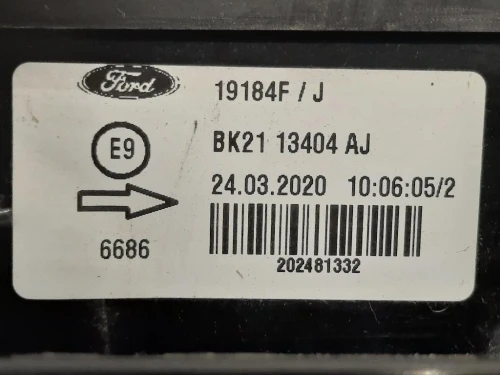 Ford
19184F / J
E9
BK21 13404 AJ
24.03.2020 10:06:05/2
6686
202481332